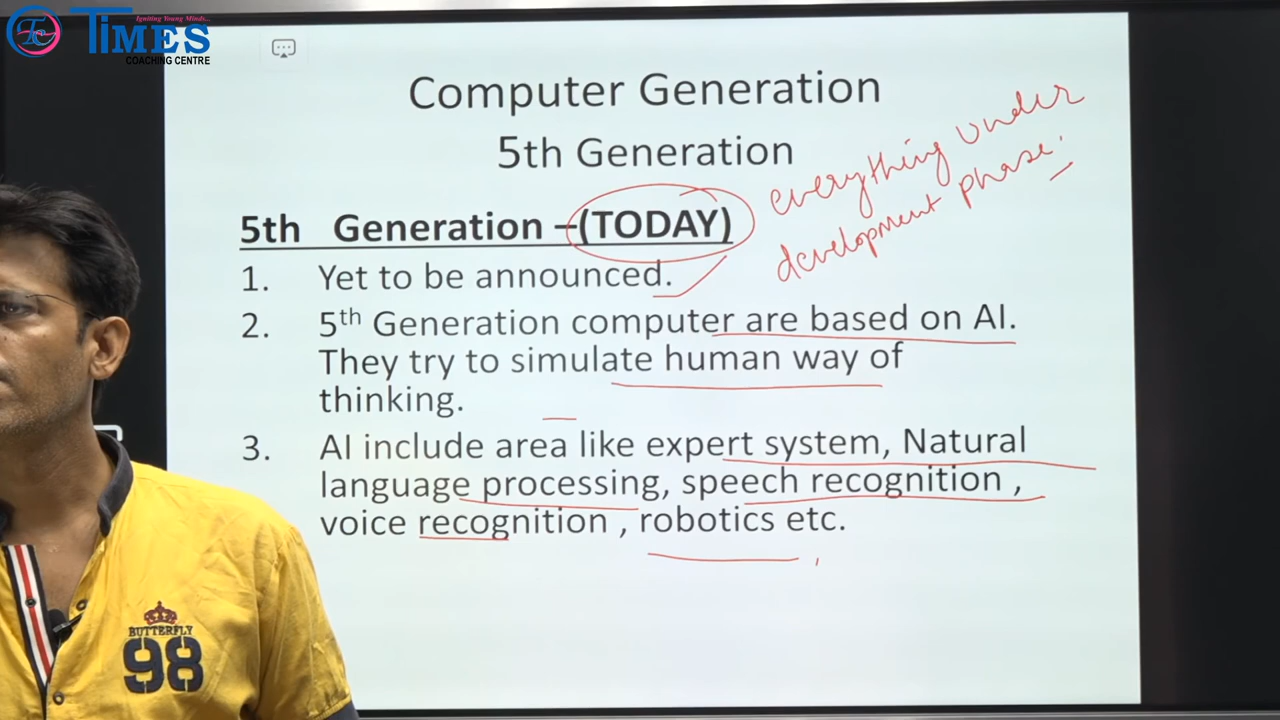 Igniting Young Minds...
TIMES
COACHING CENTRE
Computer Generation
5th Generation
everything under
development phase.
5th Generation –(TODAY)
1. Yet to be announced.
2. 5th Generation computer are based on AI.
They try to simulate human way of
thinking.
3. AI include area like expert system, Natural
language processing, speech recognition ,
voice recognition , robotics etc.
BUTTERFLY
98